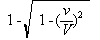 1 - √(1 - (ν/V)²)